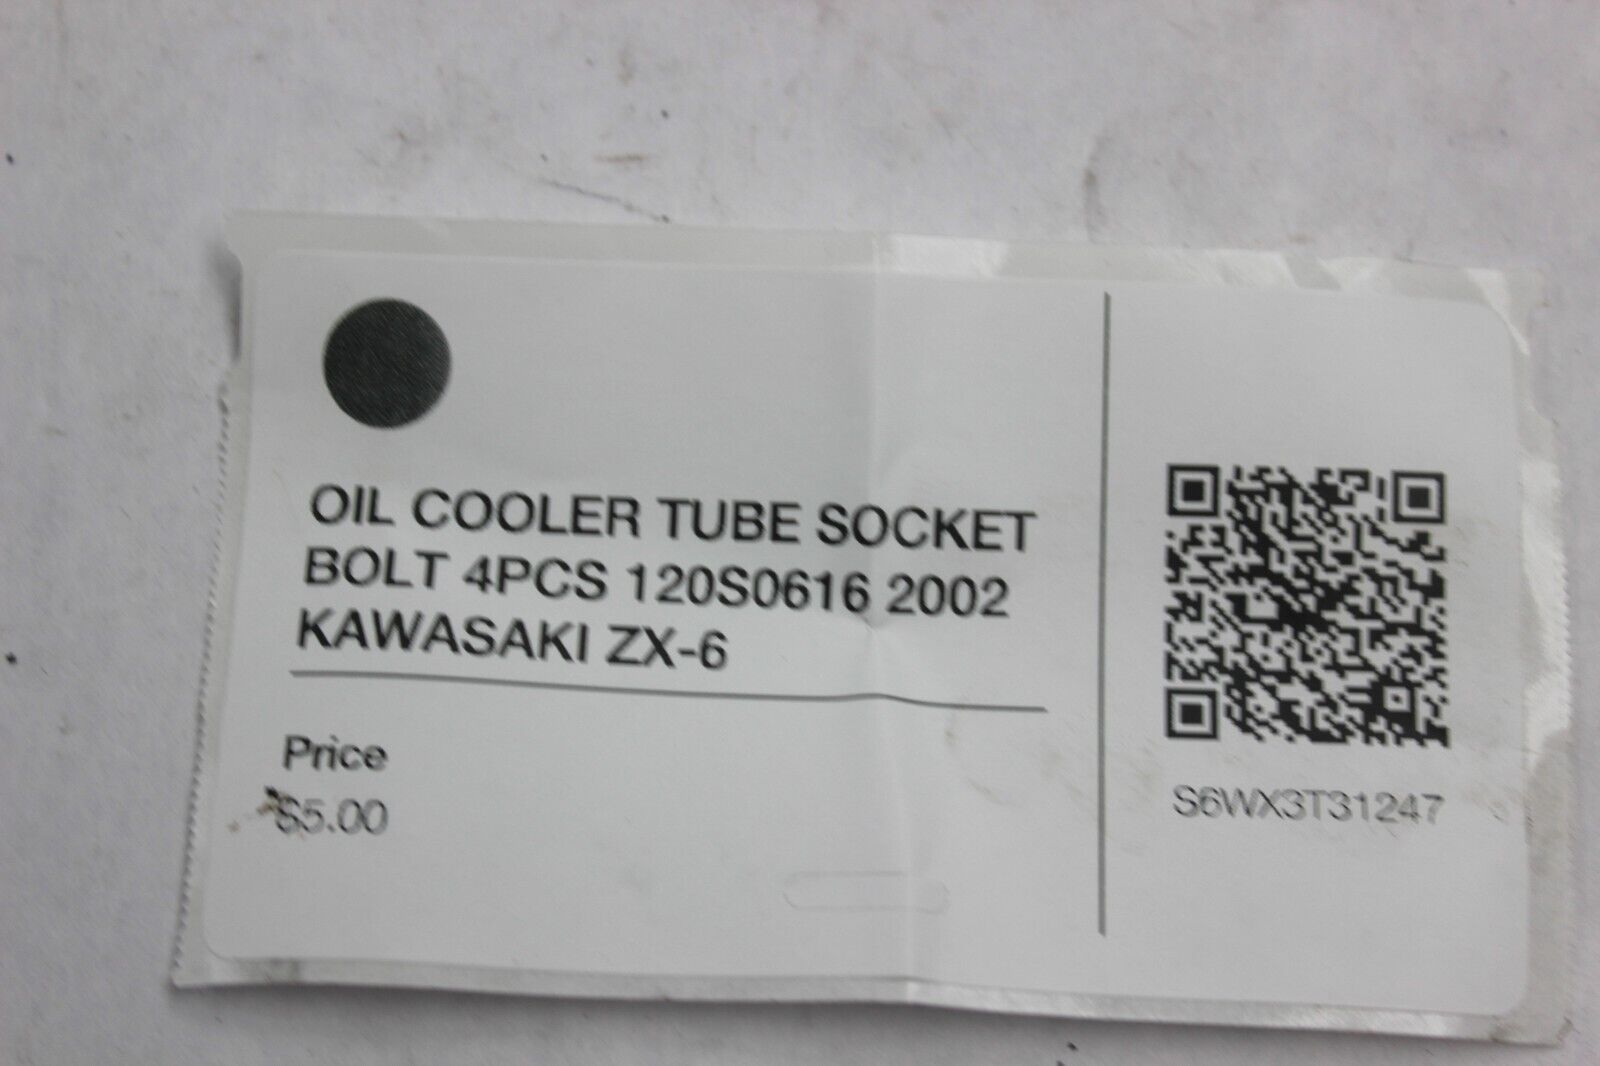 OIL COOLER TUBE SOCKET
BOLT 4PCS 120S0616 2002
KAWASAKI ZX-6
Price
$5.00
S6WX3T31247